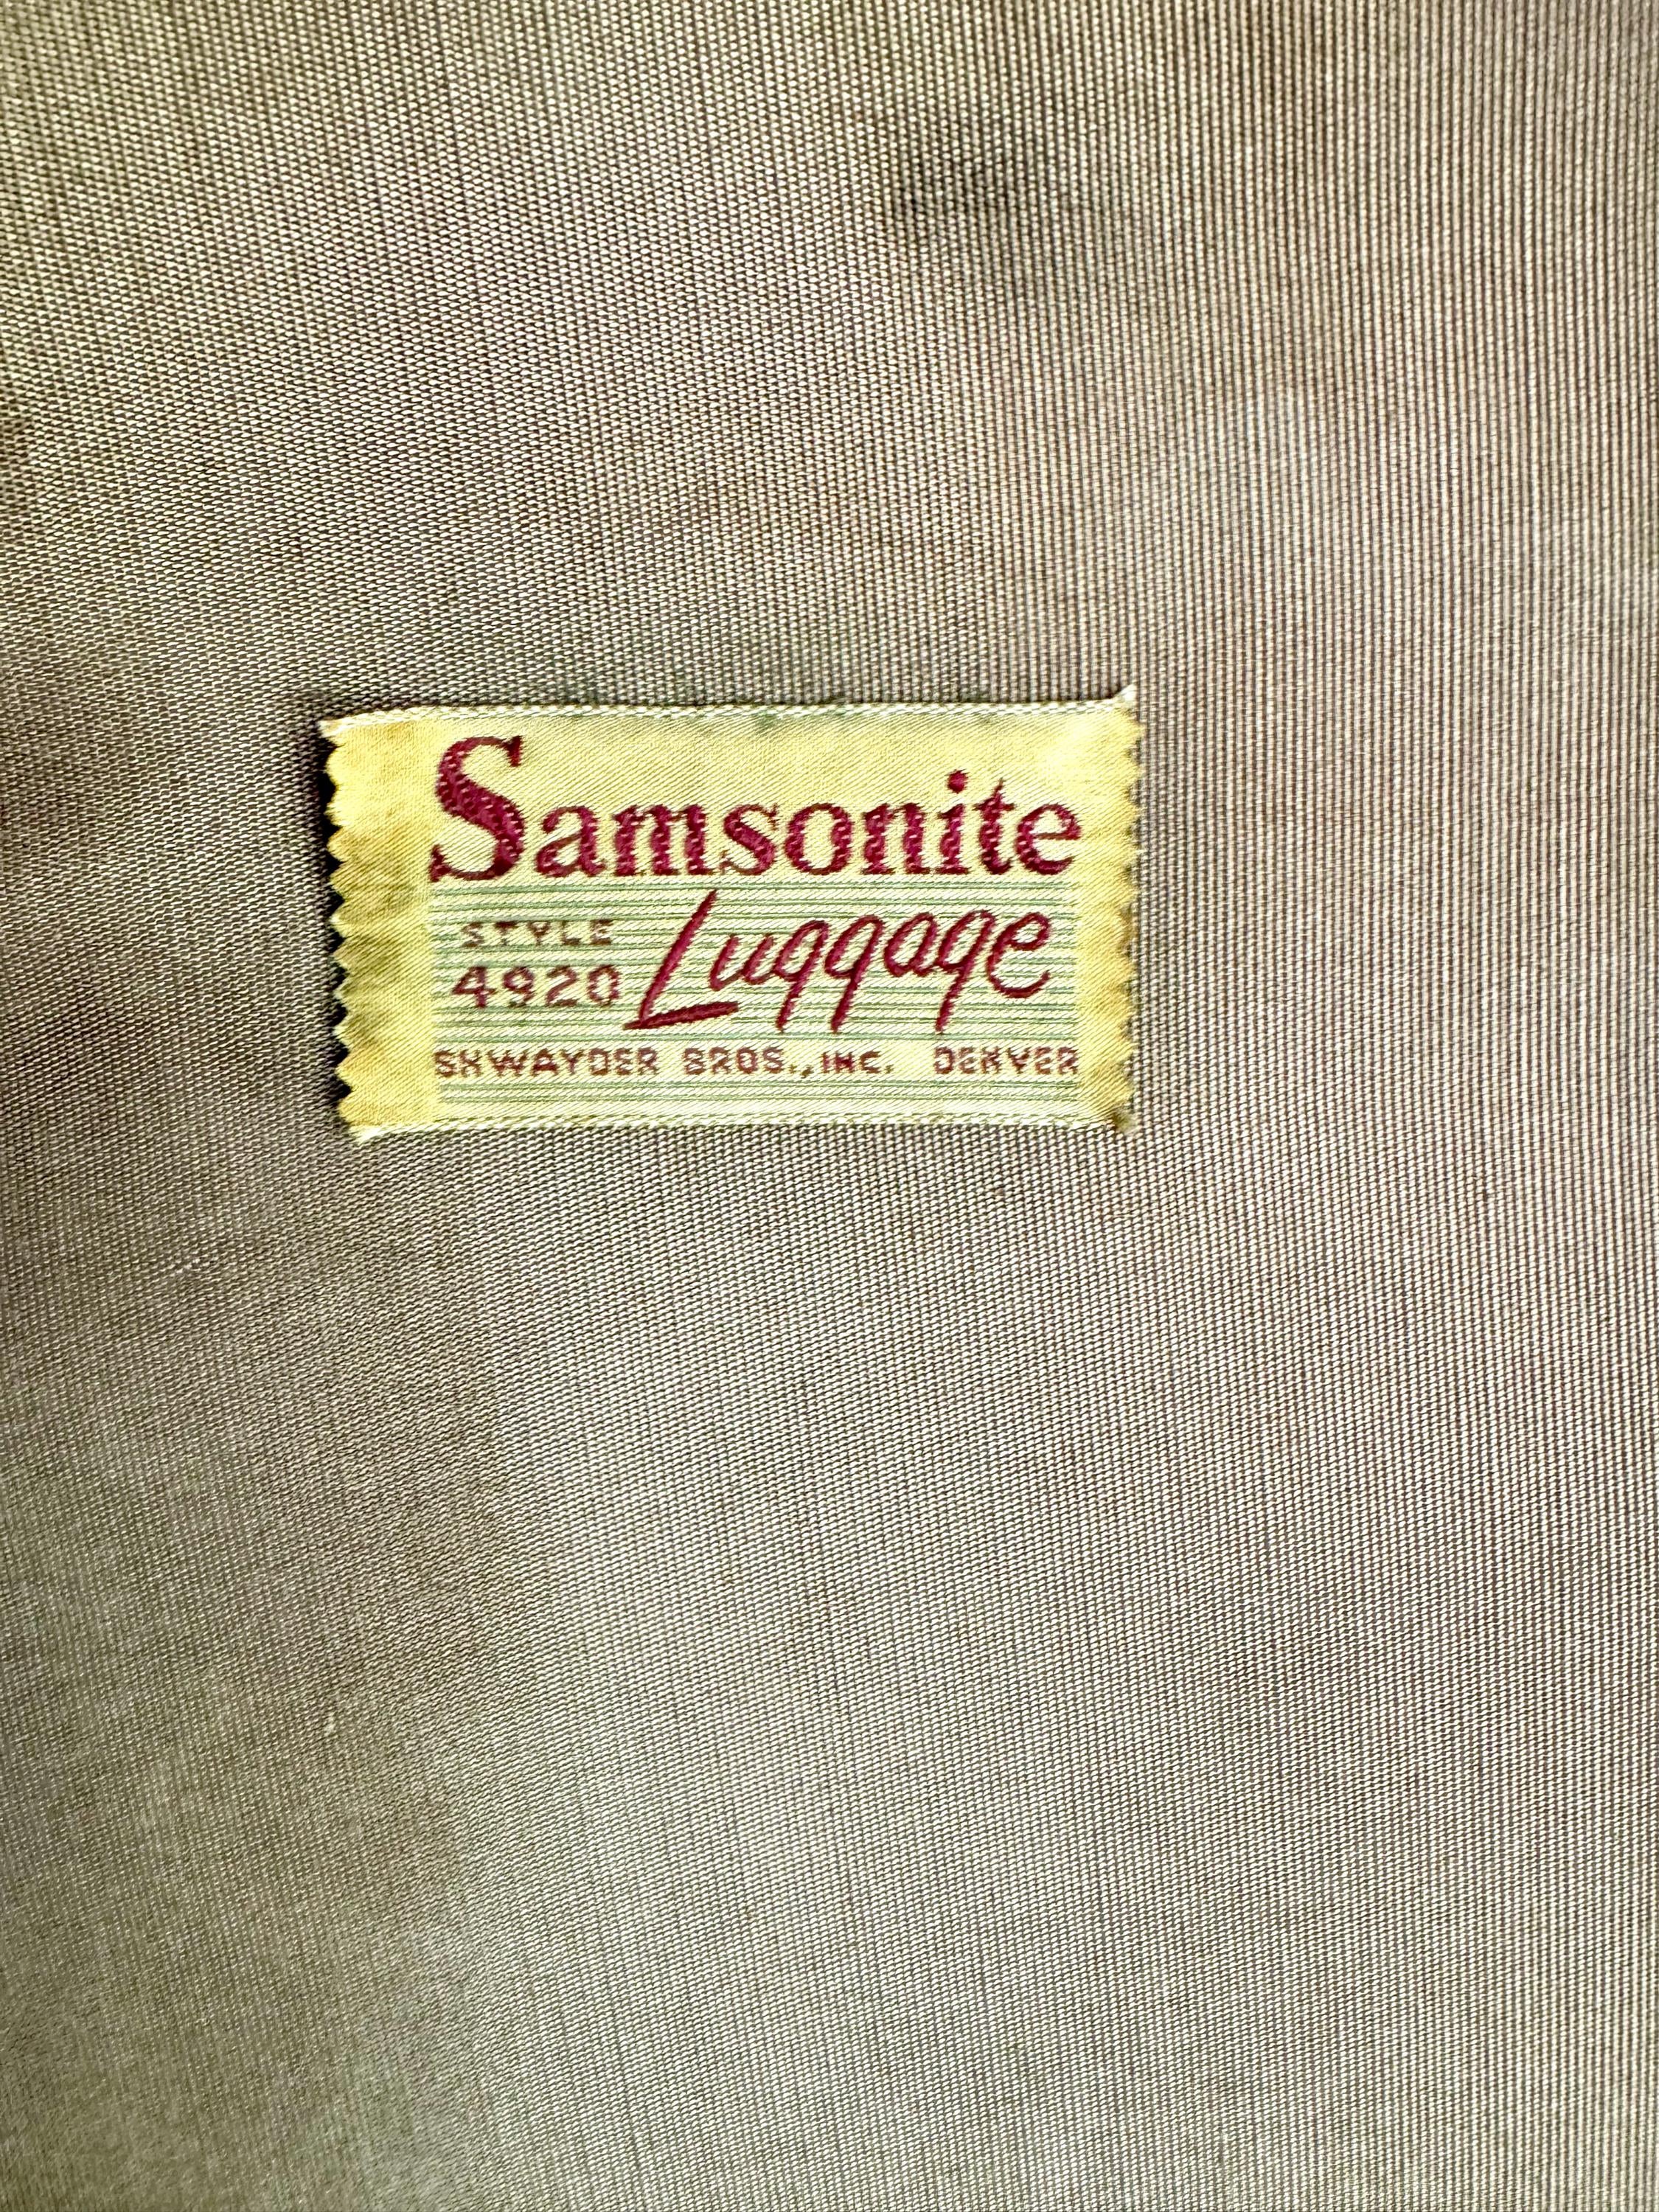 Samsonite
STYLE Luggage
4920
SHWAYDER BROS., INC. DENVER